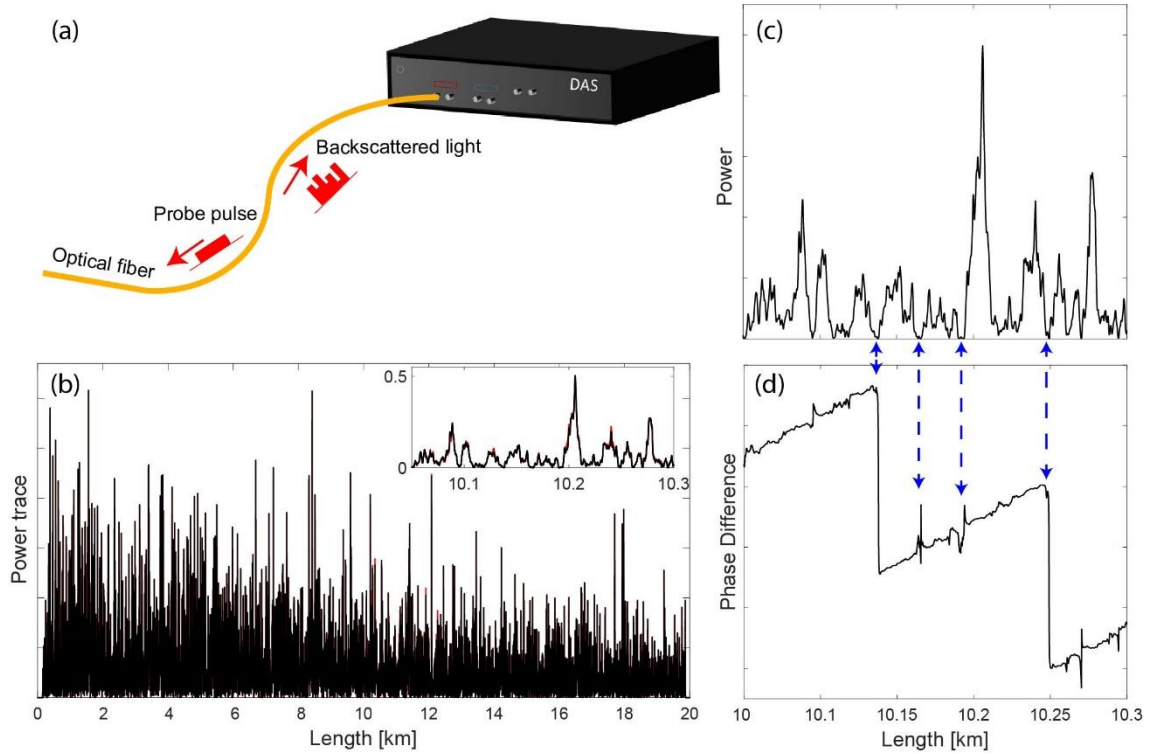 (a)
DAS
Backscattered light
Probe pulse
Optical fiber
(b)
Power trace
0.5
0
10.1
10.2
10.3
0
2
4
6
8
10
12
14
16
18
20
Length [km]
(c)
Power
(d)
Phase Difference
10
10.1
10.15
10.2
10.25
10.3
Length [km]